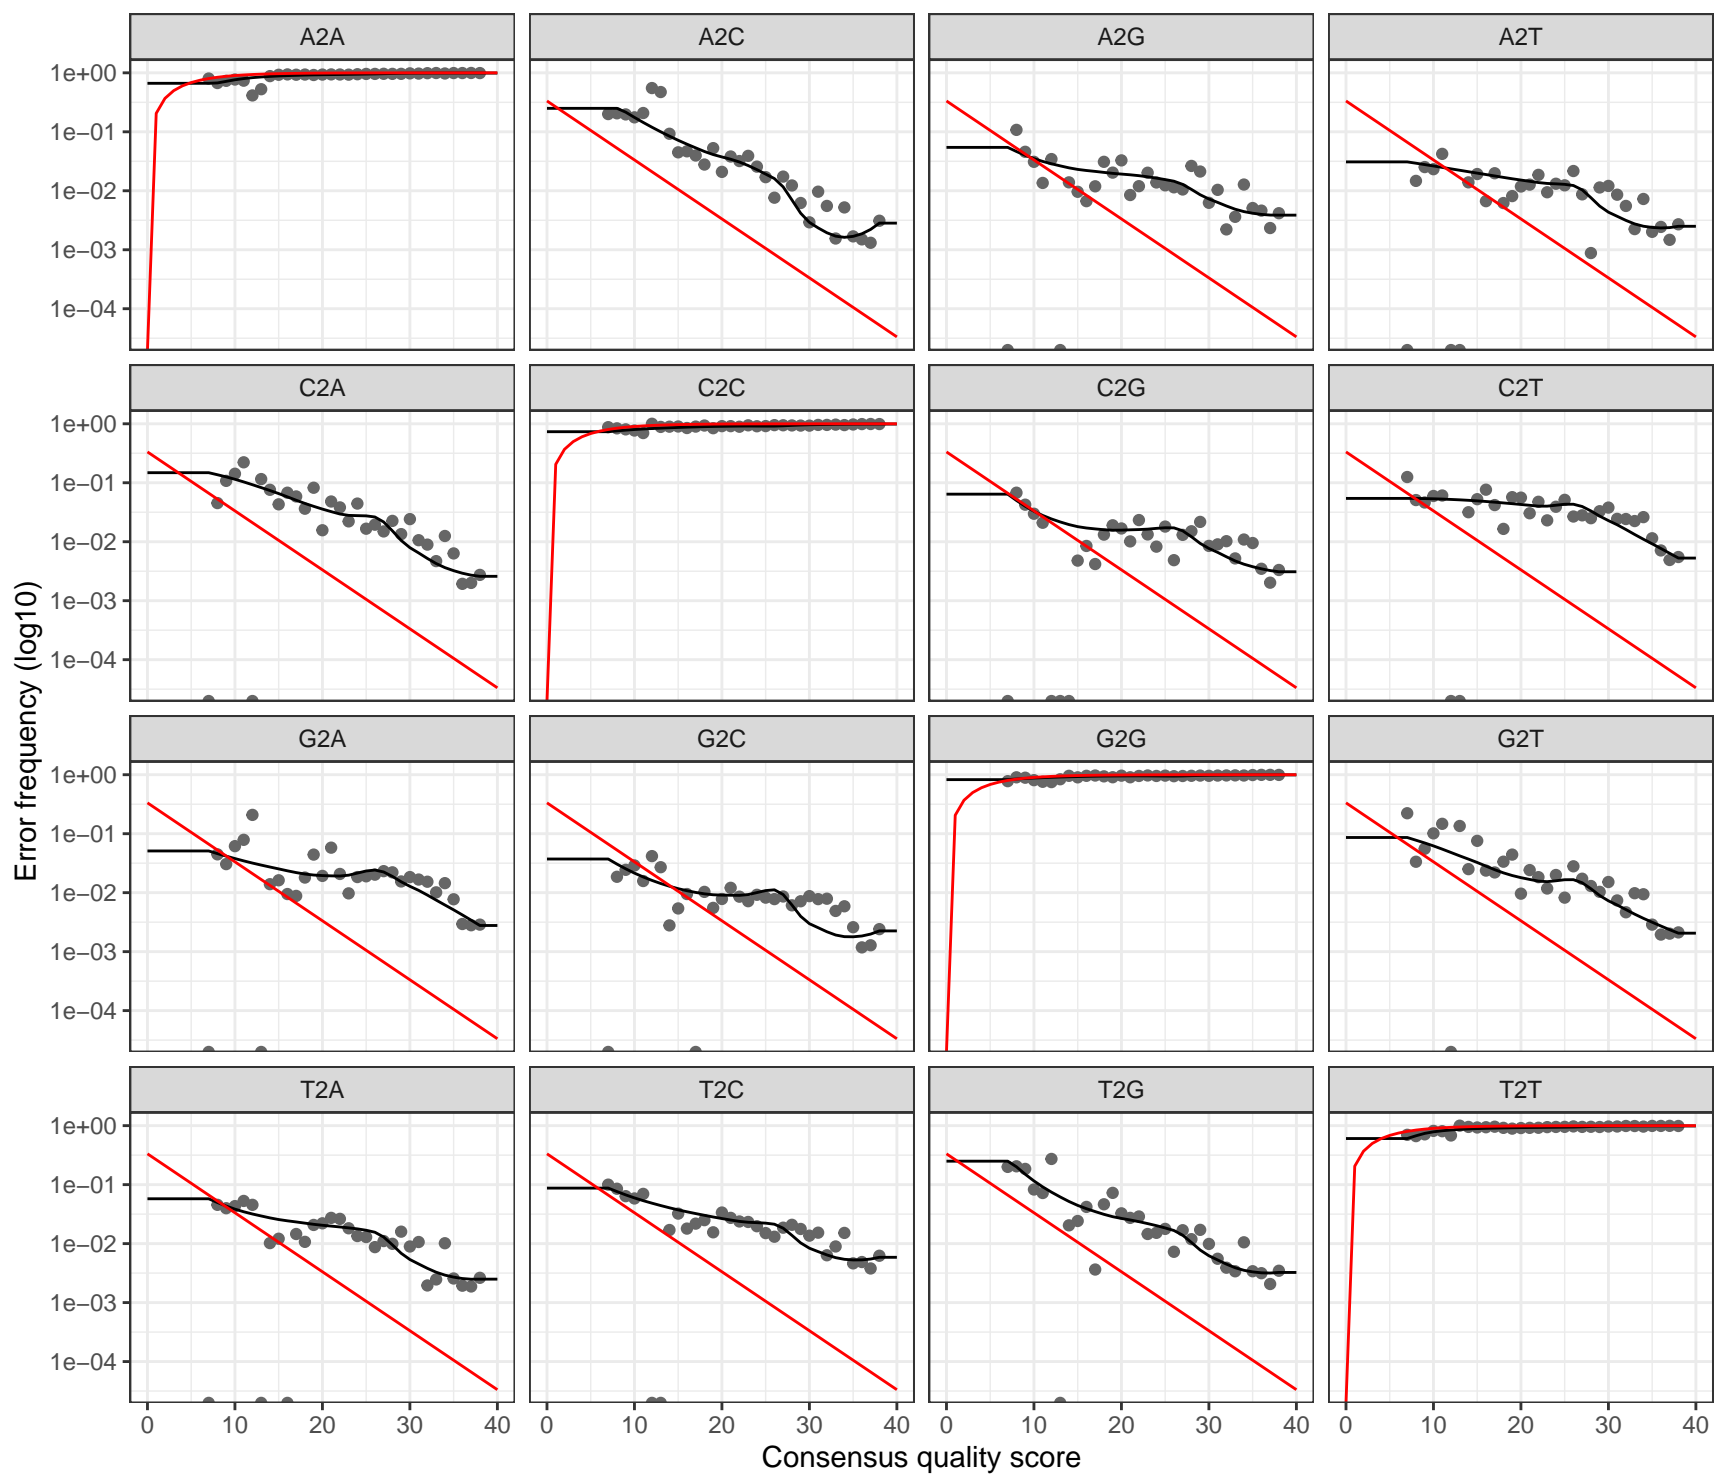 A2A A2C A2G A2T
1e+00
1e−01
1e−02
1e−03
1e−04
C2A C2C C2G C2T
1e+00
1e−01
1e−02
1e−03
1e−04
Error frequency (log10)
G2A G2C G2G G2T
1e+00
1e−01
1e−02
1e−03
1e−04
T2A T2C T2G T2T
1e+00
1e−01
1e−02
1e−03
1e−04
0 10 20 30 40 0 10 20 30 40 0 10 20 30 40 0 10 20 30 40
Consensus quality score